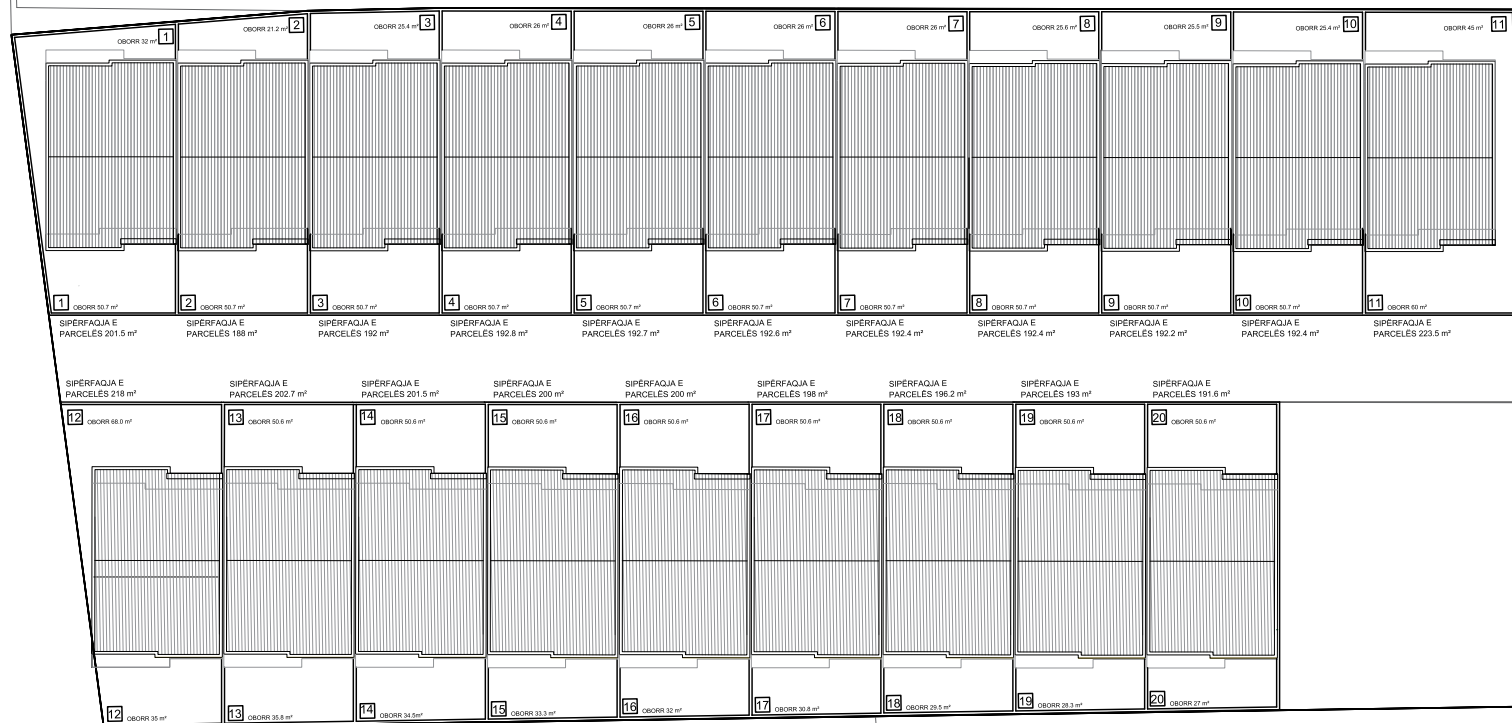 OBORR 32 m² 1
OBORR 21.2 m² 2
OBORR 25.4 m² 3
OBORR 26 m² 4
OBORR 26 m² 5
OBORR 26 m² 6
OBORR 26 m² 7
OBORR 25.6 m² 8
OBORR 25.5 m² 9
OBORR 25.4 m² 10
OBORR 45 m² 11
1 OBORR 50.7 m²
2 OBORR 50.7 m²
3 OBORR 50.7 m²
4 OBORR 50.7 m²
5 OBORR 50.7 m²
6 OBORR 50.7 m²
7 OBORR 50.7 m²
8 OBORR 50.7 m²
9 OBORR 50.7 m²
10 OBORR 50.7 m²
11 OBORR 60 m²
SIPËRFAQJA E
PARCELËS 201.5 m²
SIPËRFAQJA E
PARCELËS 188 m²
SIPËRFAQJA E
PARCELËS 192 m²
SIPËRFAQJA E
PARCELËS 192.8 m²
SIPËRFAQJA E
PARCELËS 192.7 m²
SIPËRFAQJA E
PARCELËS 192.6 m²
SIPËRFAQJA E
PARCELËS 192.4 m²
SIPËRFAQJA E
PARCELËS 192.4 m²
SIPËRFAQJA E
PARCELËS 192.2 m²
SIPËRFAQJA E
PARCELËS 192.4 m²
SIPËRFAQJA E
PARCELËS 223.5 m²
SIPËRFAQJA E
PARCELËS 218 m²
SIPËRFAQJA E
PARCELËS 202.7 m²
SIPËRFAQJA E
PARCELËS 201.5 m²
SIPËRFAQJA E
PARCELËS 200 m²
SIPËRFAQJA E
PARCELËS 200 m²
SIPËRFAQJA E
PARCELËS 198 m²
SIPËRFAQJA E
PARCELËS 196.2 m²
SIPËRFAQJA E
PARCELËS 193 m²
SIPËRFAQJA E
PARCELËS 191.6 m²
12 OBORR 68.0 m²
13 OBORR 50.6 m²
14 OBORR 50.6 m²
15 OBORR 50.6 m²
16 OBORR 50.6 m²
17 OBORR 50.6 m²
18 OBORR 50.6 m²
19 OBORR 50.6 m²
20 OBORR 50.6 m²
12 OBORR 35 m²
13 OBORR 35.8 m²
14 OBORR 34.5m²
15 OBORR 33.3 m²
16 OBORR 32 m²
17 OBORR 30.8 m²
18 OBORR 29.5 m²
19 OBORR 28.3 m²
20 OBORR 27 m²